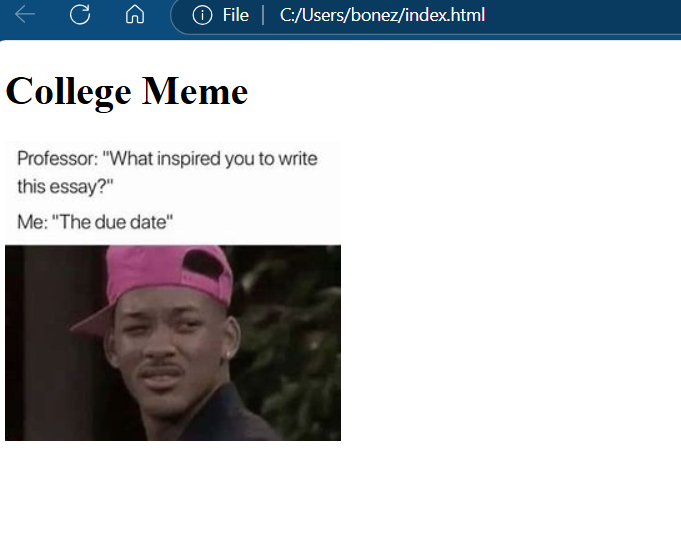 File | C:/Users/bonez/index.html
College Meme
Professor: "What inspired you to write
this essay?"
Me: "The due date"